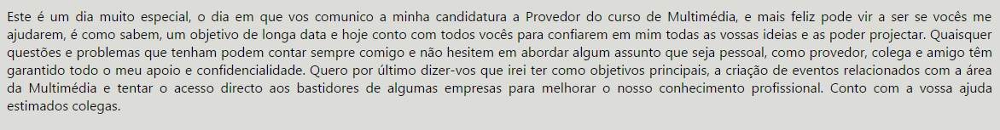 Este é um dia muito especial, o dia em que vos comunico a minha candidatura a Provedor do curso de Multimédia, e mais feliz pode vir a ser se vocês me
ajudarem, é como sabem, um objetivo de longa data e hoje conto com todos vocês para confiarem em mim todas as vossas ideias e as poder projectar. Quaisquer
questões e problemas que tenham podem contar sempre comigo e não hesitem em abordar algum assunto que seja pessoal, como provedor, colega e amigo têm
garantido todo o meu apoio e confidencialidade. Quero por último dizer-vos que irei ter como objetivos principais, a criação de eventos relacionados com a área
da Multimédia e tentar o acesso directo aos bastidores de algumas empresas para melhorar o nosso conhecimento profissional. Conto com a vossa ajuda
estimados colegas.